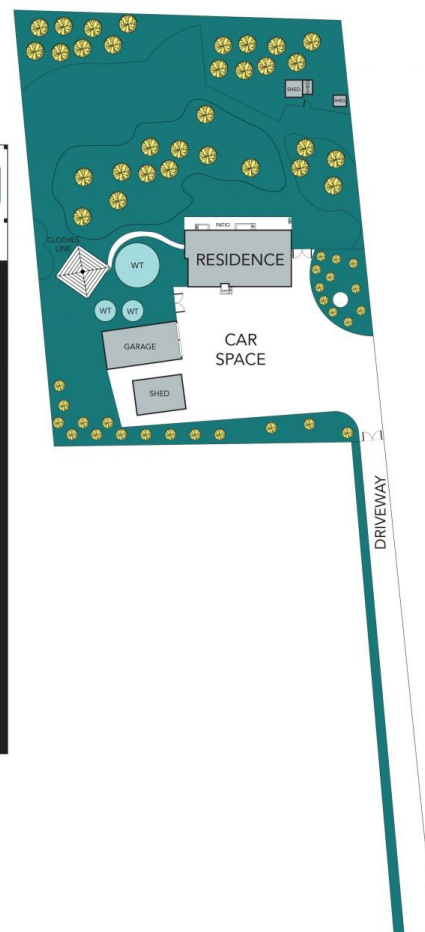 SHED
SHED
PATIO
CLOTHES
LINE
WT
RESIDENCE
WT
WT
GARAGE
CAR
SPACE
SHED
DRIVEWAY